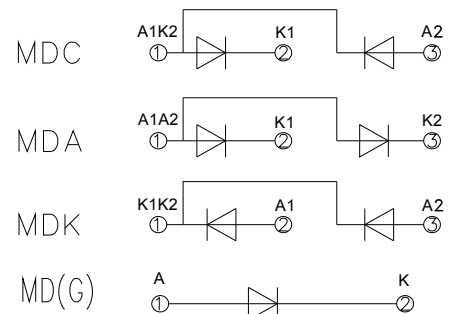 A1K2 K1 A2
MDC ① ② ③
A1A2 K1 K2
MDA ① ② ③
K1K2 A1 A2
MDK ① ② ③
A K
MD(G) ① ②